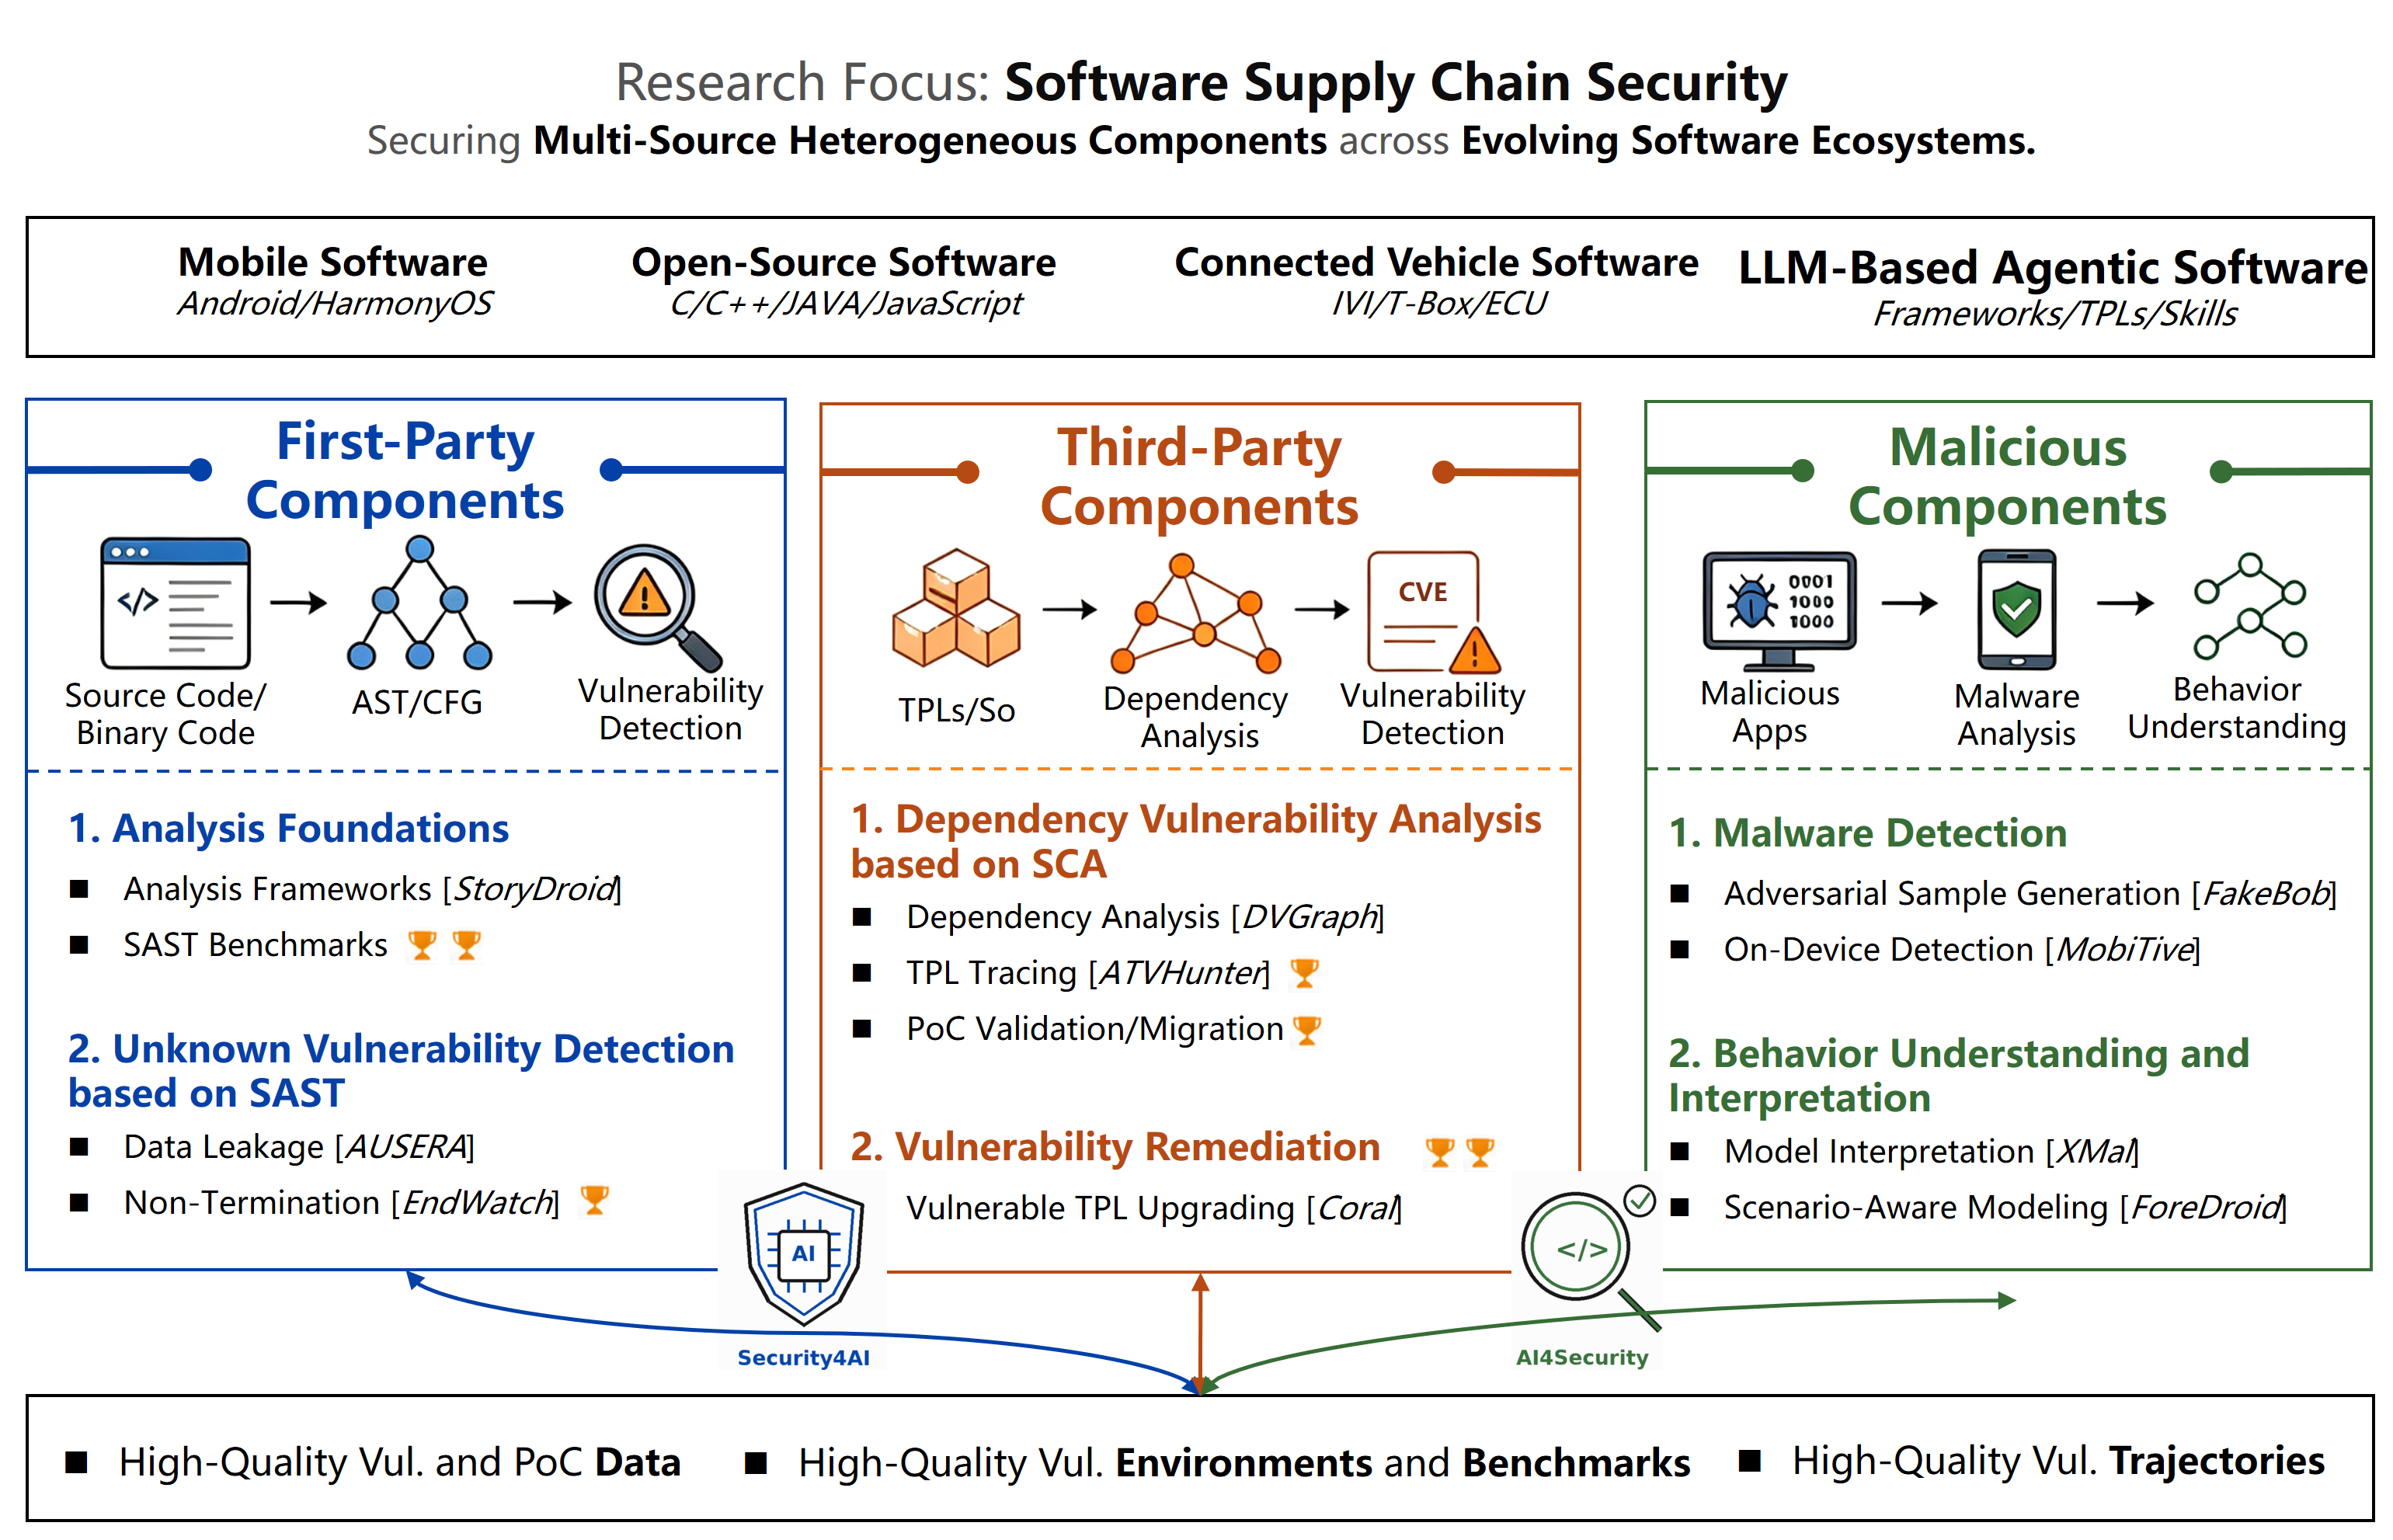 Research Focus: Software Supply Chain Security
Securing Multi-Source Heterogeneous Components across Evolving Software Ecosystems.
Mobile Software
Android/HarmonyOS
Open-Source Software
C/C++/JAVA/JavaScript
Connected Vehicle Software
IVI/T-Box/ECU
LLM-Based Agentic Software
Frameworks/TPLs/Skills
First-Party
Components
</>
Source Code/
Binary Code
AST/CFG
Vulnerability
Detection
1. Analysis Foundations
■ Analysis Frameworks [StoryDroid]
■ SAST Benchmarks
2. Unknown Vulnerability Detection
based on SAST
■ Data Leakage [AUSERA]
■ Non-Termination [EndWatch]
Third-Party
Components
CVE
TPLs/So
Dependency
Analysis
Vulnerability
Detection
1. Dependency Vulnerability Analysis
based on SCA
■ Dependency Analysis [DVGraph]
■ TPL Tracing [ATVHunter]
■ PoC Validation/Migration
2. Vulnerability Remediation
Vulnerable TPL Upgrading [Coral]
Malicious
Components
0001
1000
1000
Malicious
Apps
Malware
Analysis
Behavior
Understanding
1. Malware Detection
■ Adversarial Sample Generation [FakeBob]
■ On-Device Detection [MobiTive]
2. Behavior Understanding and
Interpretation
■ Model Interpretation [XMal]
■ Scenario-Aware Modeling [ForeDroid]
AI
Security4AI
</>
AI4Security
■ High-Quality Vul. and PoC Data
■ High-Quality Vul. Environments and Benchmarks
■ High-Quality Vul. Trajectories